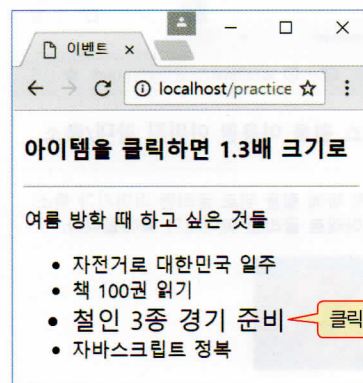 이벤트
localhost/practice
아이템을 클릭하면 1.3배 크기로
여름 방학 때 하고 싶은 것들
자전거로 대한민국 일주
책 100권 읽기
철인 3종 경기 준비
클릭
자바스크립트 정복